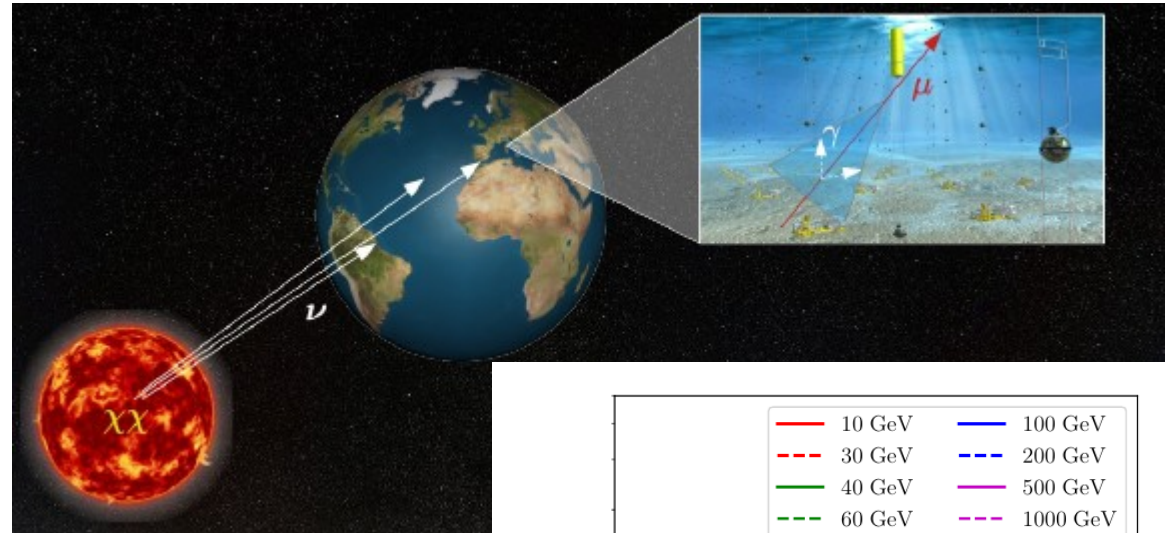 μ
γ
ν
χχ
10 GeV 100 GeV
30 GeV 200 GeV
40 GeV 500 GeV
60 GeV 1000 GeV